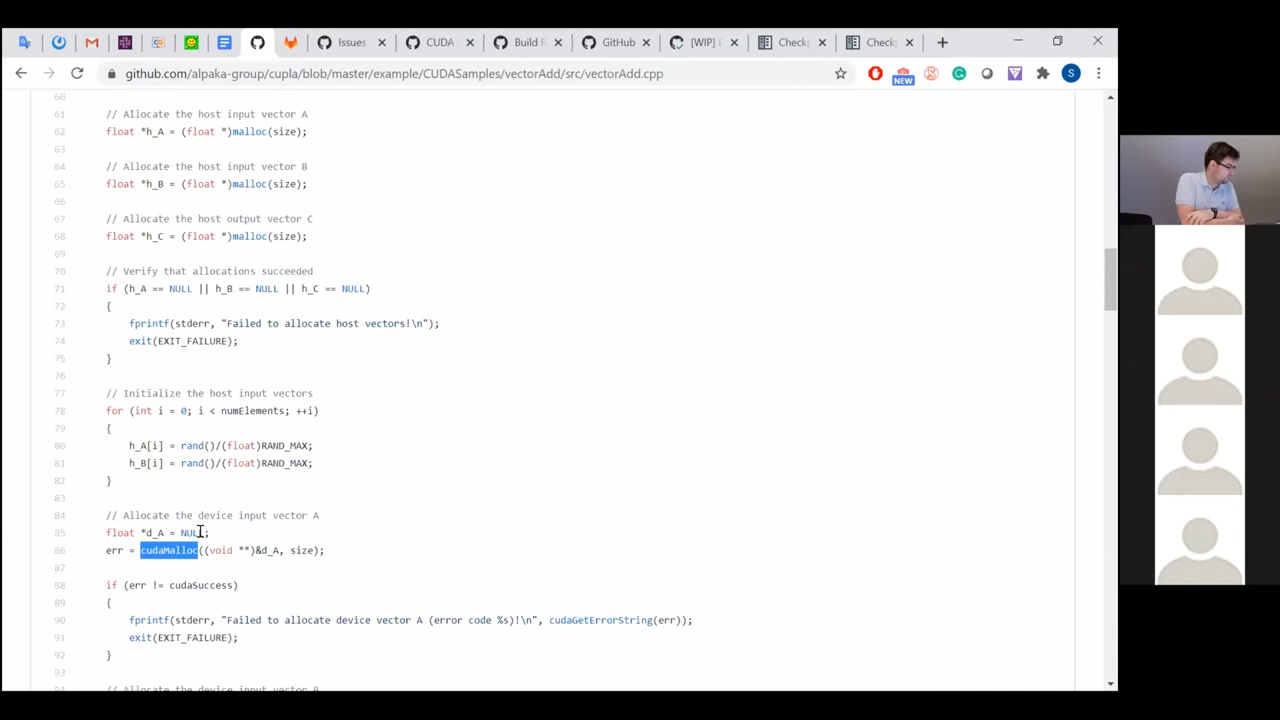 Issues
CUDA
Build R
GitHub
[WIP]
Check
Check
github.com/alpaka-group/cupla/blob/master/example/CUDASamples/vectorAdd/src/vectorAdd.cpp
NEW
S
60
61 // Allocate the host input vector A
62 float *h_A = (float *)malloc(size);
63
64 // Allocate the host input vector B
65 float *h_B = (float *)malloc(size);
66
67 // Allocate the host output vector C
68 float *h_C = (float *)malloc(size);
69
70 // Verify that allocations succeeded
71 if (h_A == NULL || h_B == NULL || h_C == NULL)
72 {
73 fprintf(stderr, "Failed to allocate host vectors!\n");
74 exit(EXIT_FAILURE);
75 }
76
77 // Initialize the host input vectors
78 for (int i = 0; i < numElements; ++i)
79 {
80 h_A[i] = rand()/(float)RAND_MAX;
81 h_B[i] = rand()/(float)RAND_MAX;
82 }
83
84 // Allocate the device input vector A
85 float *d_A = NULL;
86 err = cudaMalloc((void **)&d_A, size);
87
88 if (err != cudaSuccess)
89 {
90 fprintf(stderr, "Failed to allocate device vector A (error code %s)!\n", cudaGetErrorString(err));
91 exit(EXIT_FAILURE);
92 }
93
94 // Allocate the device input vector B